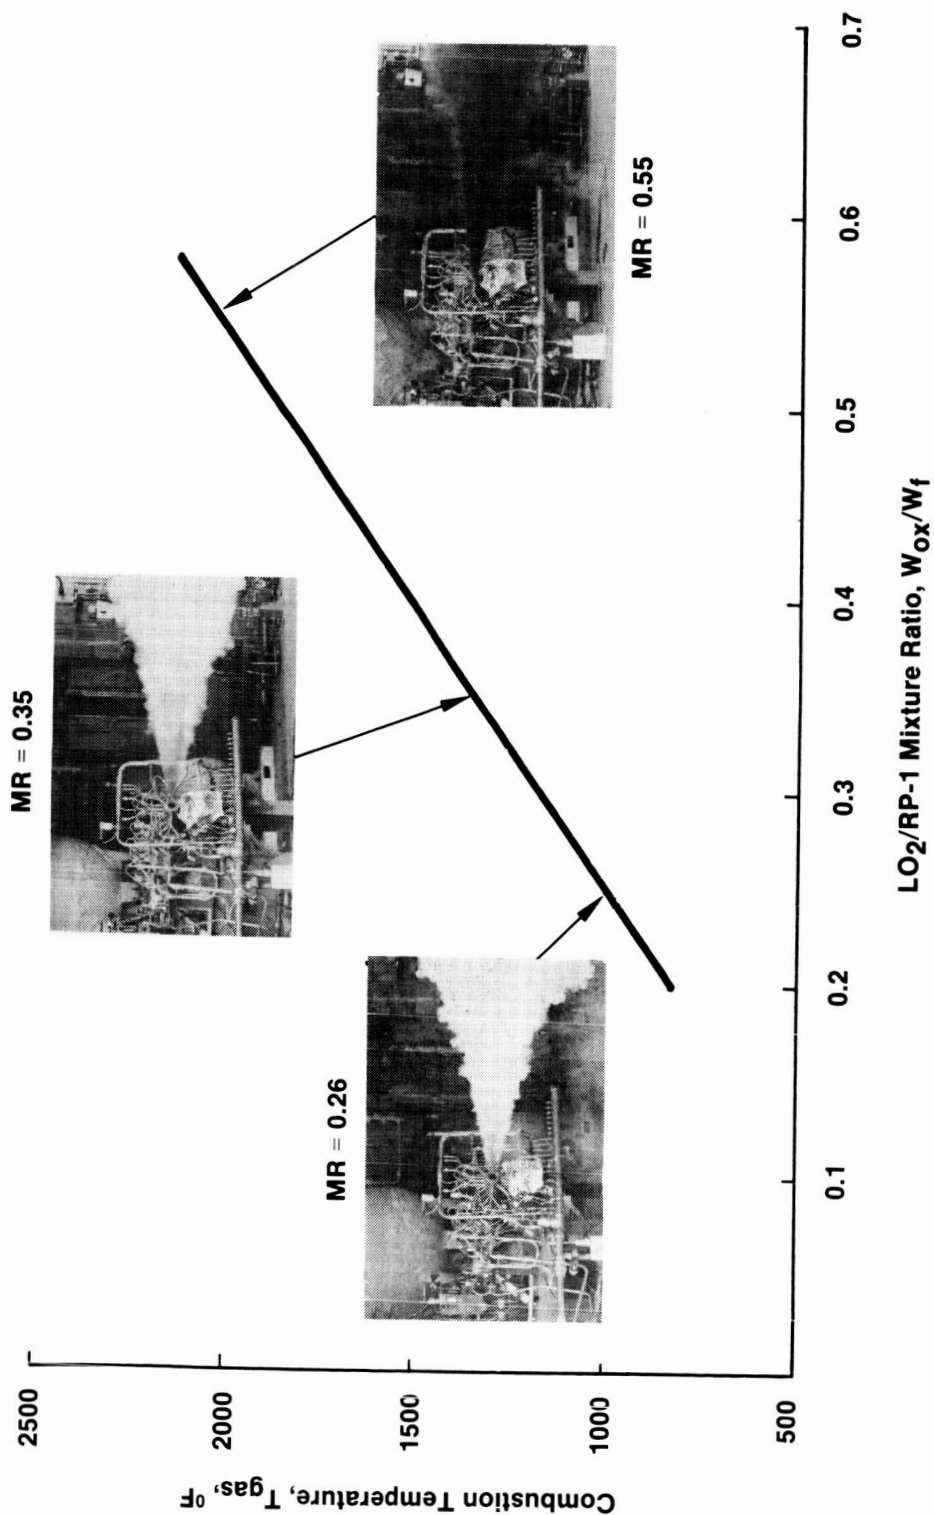 MR = 0.35
MR = 0.26
MR = 0.55
Combustion Temperature, Tgas, ⁰F
2500
2000
1500
1000
500
0.1
0.2
0.3
0.4
0.5
0.6
0.7
LO₂/RP-1 Mixture Ratio, Wox/Wf